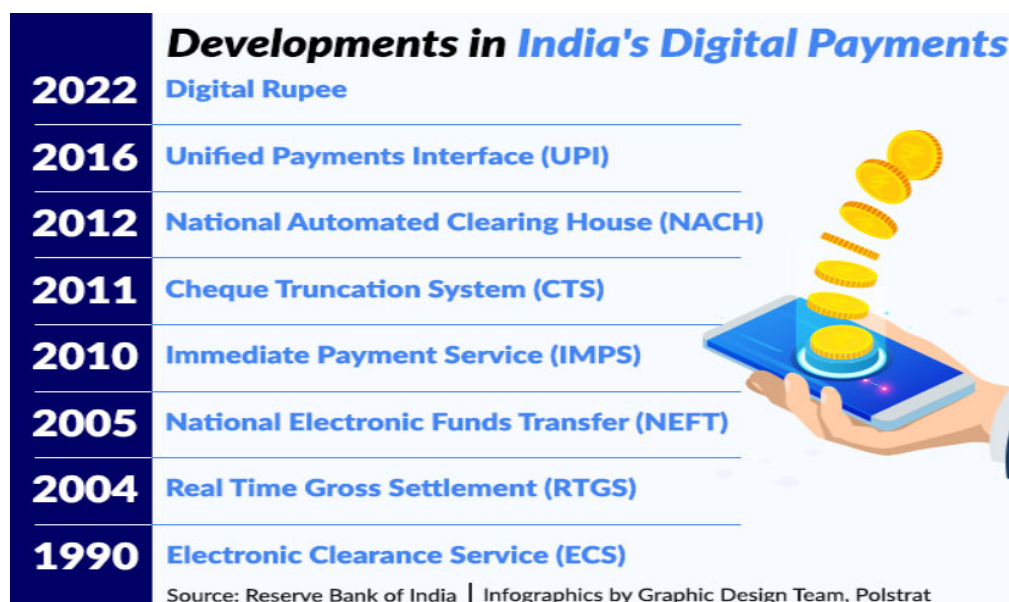 Developments in India's Digital Payments
2022 Digital Rupee
2016 Unified Payments Interface (UPI)
2012 National Automated Clearing House (NACH)
2011 Cheque Truncation System (CTS)
2010 Immediate Payment Service (IMPS)
2005 National Electronic Funds Transfer (NEFT)
2004 Real Time Gross Settlement (RTGS)
1990 Electronic Clearance Service (ECS)
Source: Reserve Bank of India | Infographics by Graphic Design Team, Polstrat